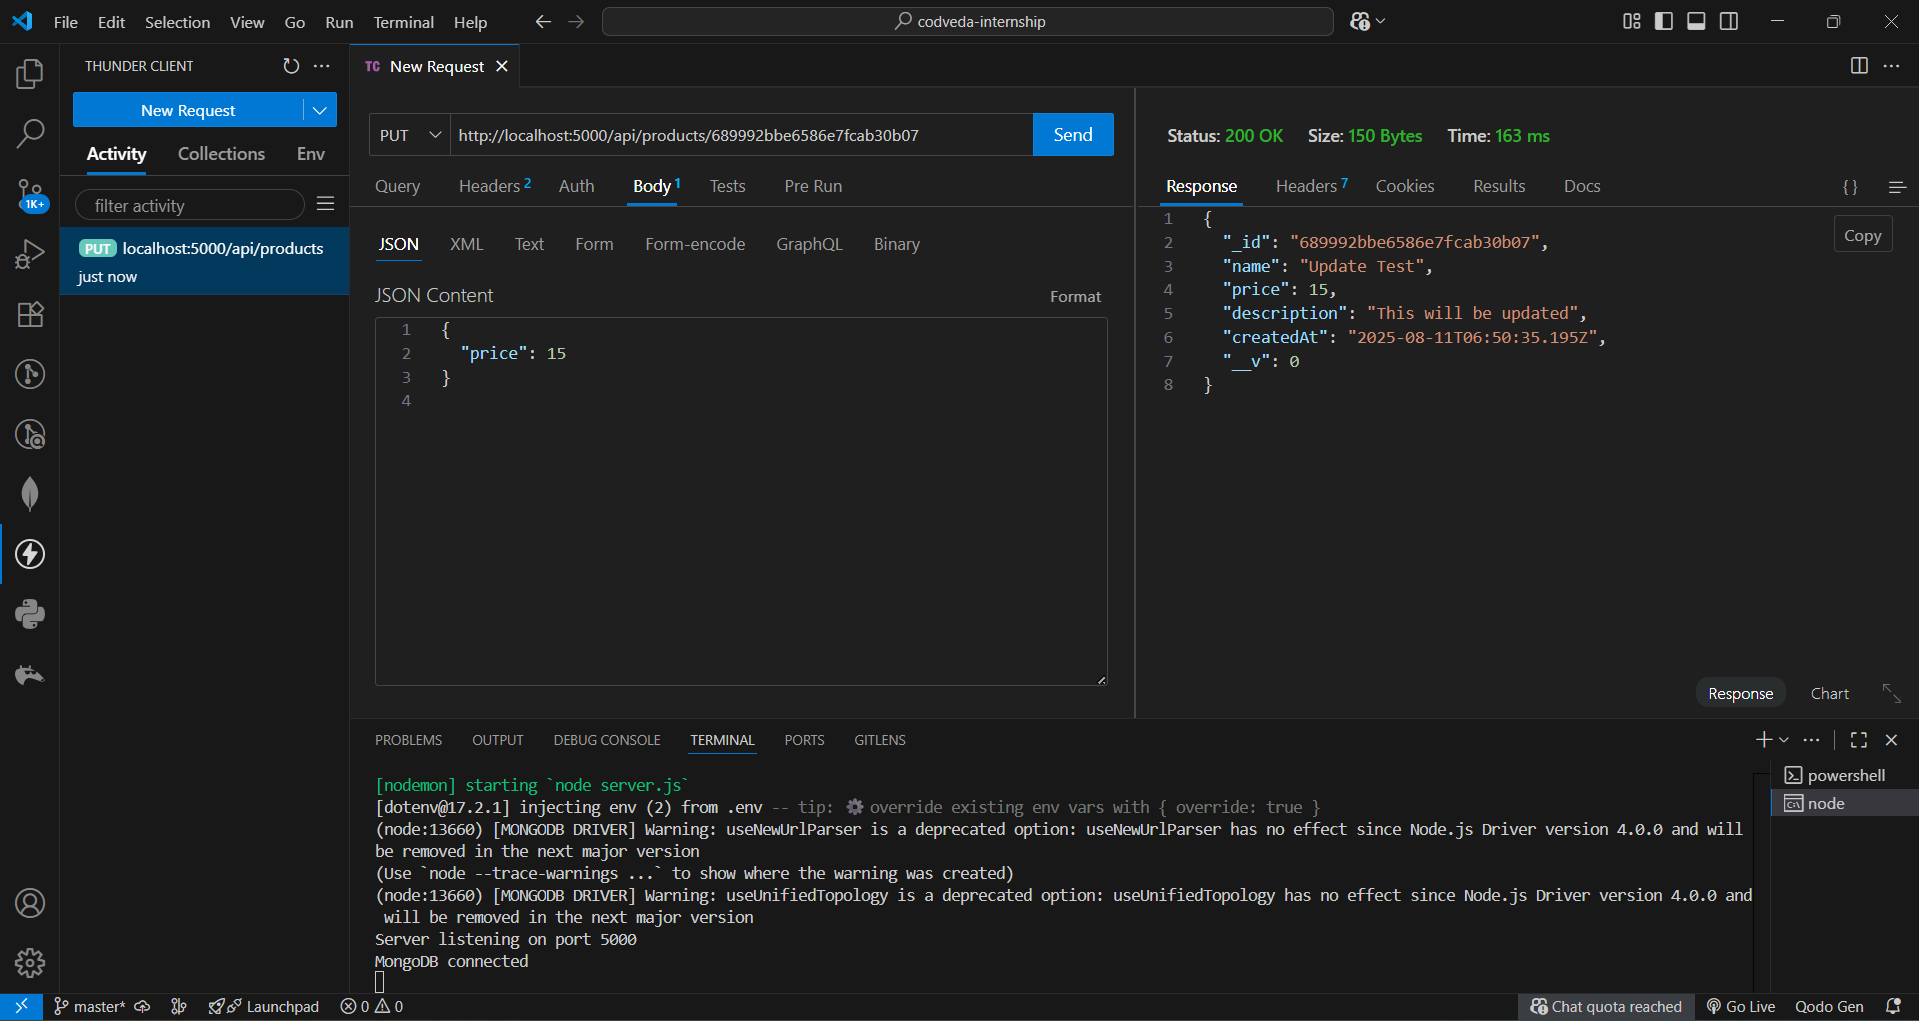 File Edit Selection View Go Run Terminal Help
codveda-internship
THUNDER CLIENT
New Request
Activity Collections Env
filter activity
PUT localhost:5000/api/products
just now
1K+
TC New Request
PUT http://localhost:5000/api/products/689992bbe6586e7fcab30b07 Send
Query Headers 2 Auth Body 1 Tests Pre Run
JSON XML Text Form Form-encode GraphQL Binary
JSON Content Format
1 {
2 "price": 15
3 }
4
Status: 200 OK Size: 150 Bytes Time: 163 ms
Response Headers 7 Cookies Results Docs { }
Copy
1 {
2 "_id": "689992bbe6586e7fcab30b07",
3 "name": "Update Test",
4 "price": 15,
5 "description": "This will be updated",
6 "createdAt": "2025-08-11T06:50:35.195Z",
7 "__v": 0
8 }
Response Chart
PROBLEMS OUTPUT DEBUG CONSOLE TERMINAL PORTS GITLENS
[nodemon] starting `node server.js`
[dotenv@17.2.1] injecting env (2) from .env -- tip: ⚙️ override existing env vars with { override: true }
(node:13660) [MONGODB DRIVER] Warning: useNewUrlParser is a deprecated option: useNewUrlParser has no effect since Node.js Driver version 4.0.0 and will
be removed in the next major version
(Use `node --trace-warnings ...` to show where the warning was created)
(node:13660) [MONGODB DRIVER] Warning: useUnifiedTopology is a deprecated option: useUnifiedTopology has no effect since Node.js Driver version 4.0.0 and
will be removed in the next major version
Server listening on port 5000
MongoDB connected
powershell
node
master* Launchpad 0 0 Chat quota reached Go Live Qodo Gen